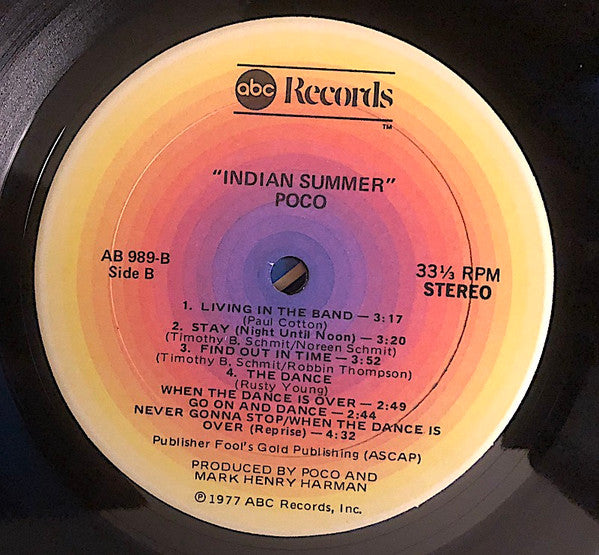 abc Records
TM
"INDIAN SUMMER"
POCO
AB 989-B
Side B
33⅓ RPM
STEREO
1. LIVING IN THE BAND — 3:17
(Paul Cotton)
2. STAY (Night Until Noon) — 3:20
(Timothy B. Schmit/Noreen Schmit)
3. FIND OUT IN TIME — 3:52
(Timothy B. Schmit/Robbin Thompson)
4. THE DANCE
(Rusty Young)
WHEN THE DANCE IS OVER — 2:49
GO ON AND DANCE — 2:44
NEVER GONNA STOP/WHEN THE DANCE IS
OVER (Reprise) — 4:32
Publisher Fool's Gold Publishing (ASCAP)
PRODUCED BY POCO AND
MARK HENRY HARMAN
℗ 1977 ABC Records, Inc.